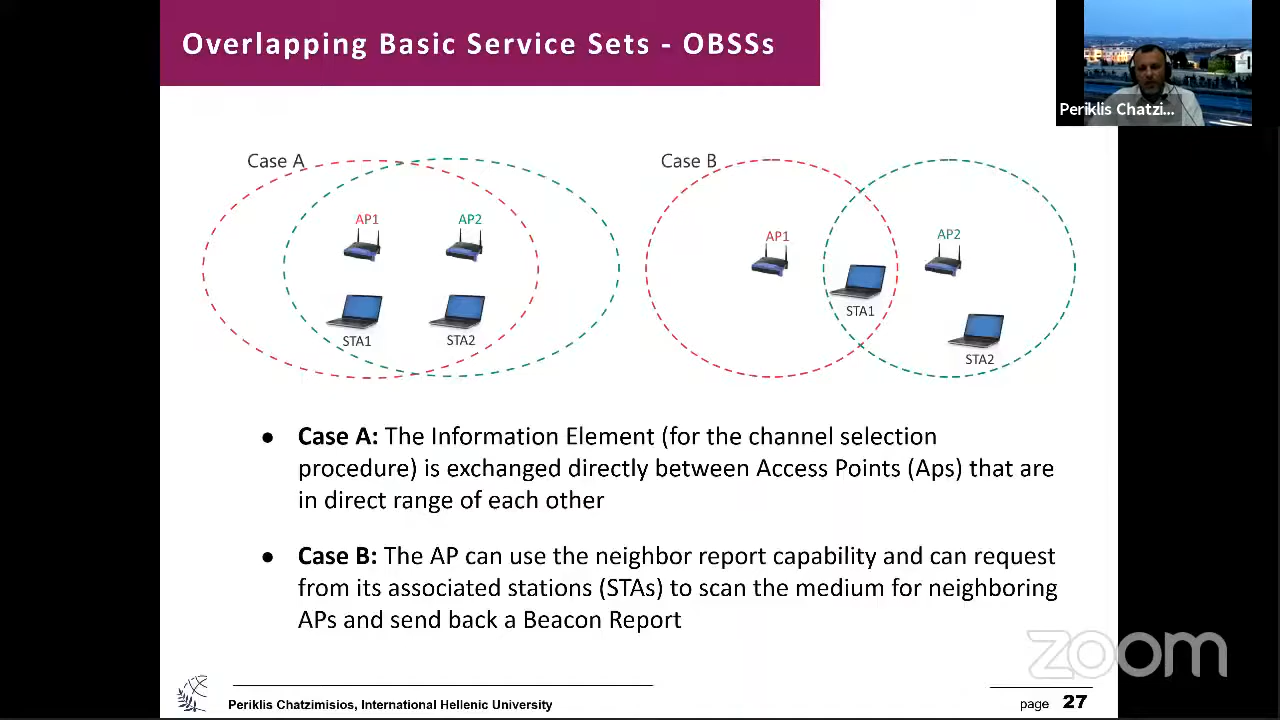 Overlapping Basic Service Sets - OBSSs
Periklis Chatzi...
Case A
AP1
AP2
STA1
STA2
Case B
AP1
AP2
STA1
STA2
● Case A: The Information Element (for the channel selection
procedure) is exchanged directly between Access Points (Aps) that are
in direct range of each other
● Case B: The AP can use the neighbor report capability and can request
from its associated stations (STAs) to scan the medium for neighboring
APs and send back a Beacon Report
zoom
Periklis Chatzimisios, International Hellenic University
page 27